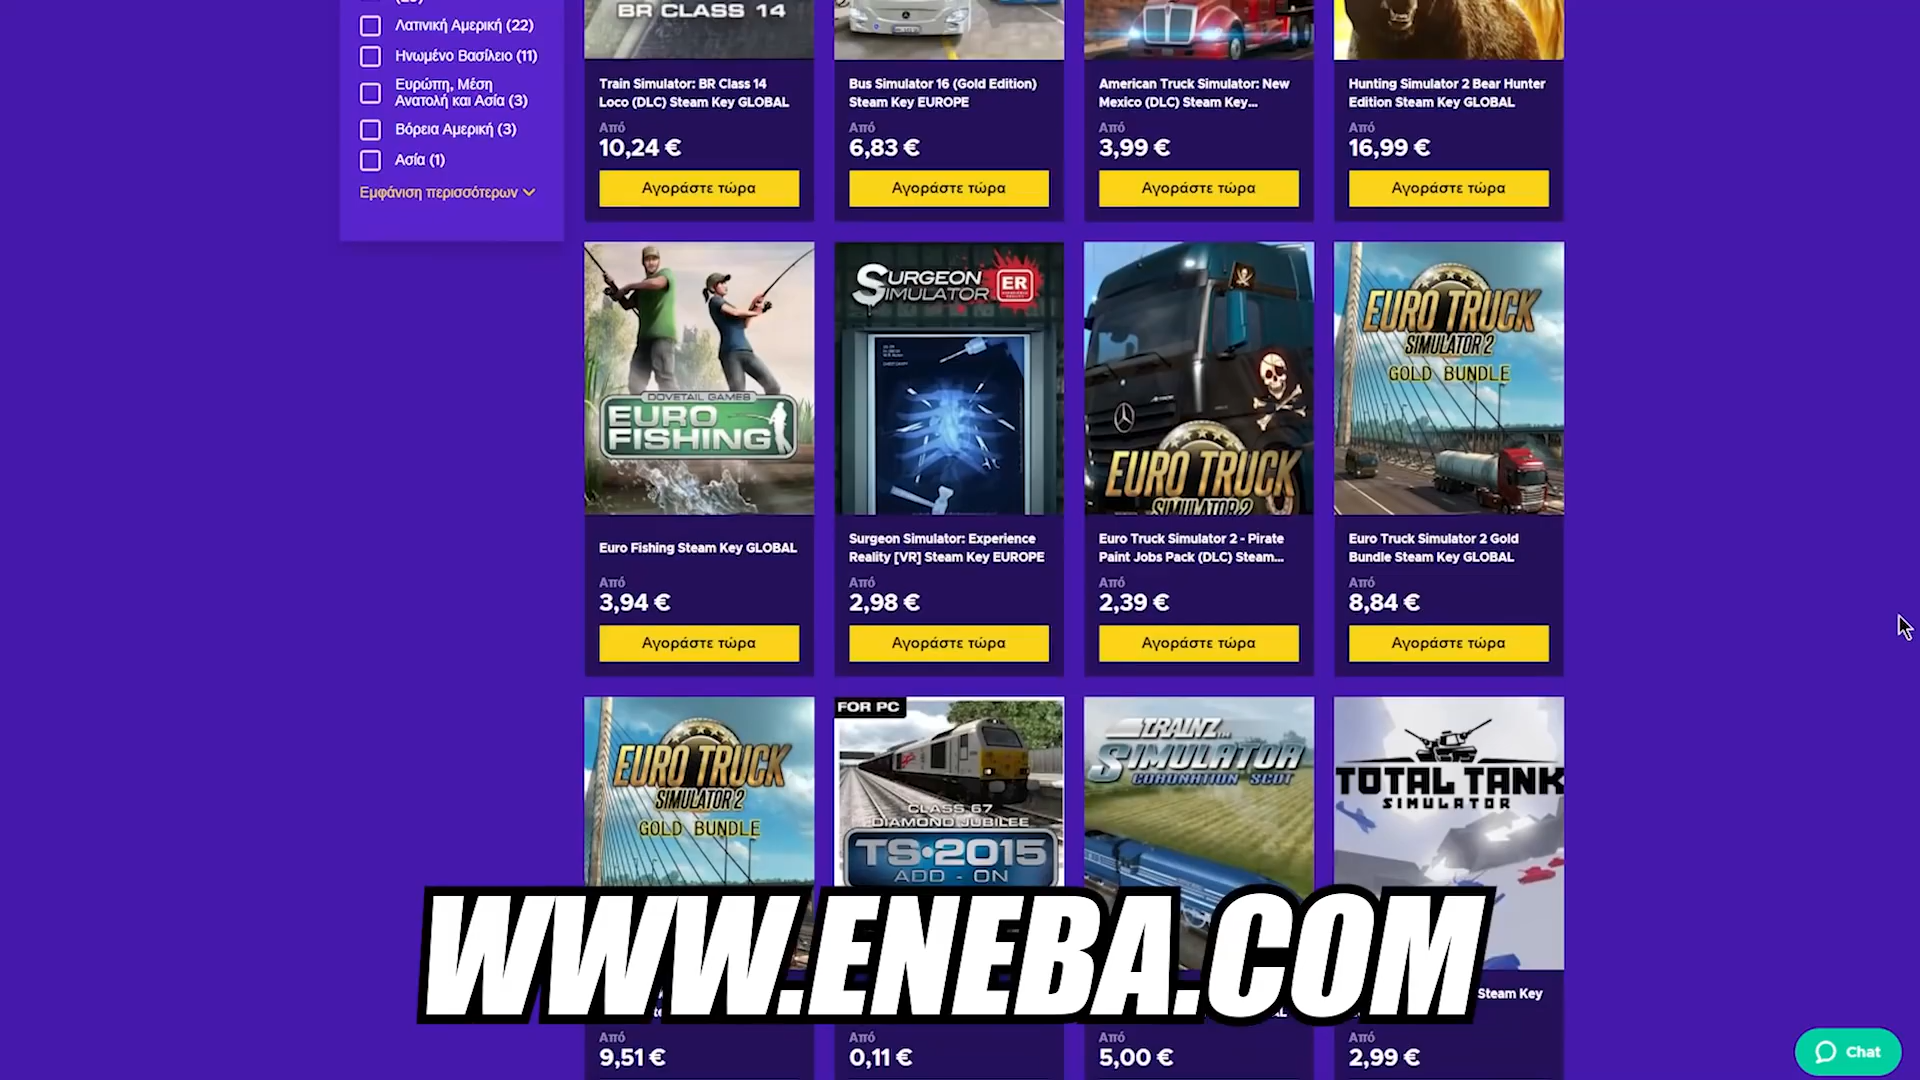 Λατινική Αμερική (22)
Ηνωμένο Βασίλειο (11)
Ευρώπη, Μέση
Ανατολή και Ασία (3)
Βόρεια Αμερική (3)
Ασία (1)
Εμφάνιση περισσότερων
BR CLASS 14
Train Simulator: BR Class 14
Loco (DLC) Steam Key GLOBAL
Από
10,24 €
Αγοράστε τώρα
Bus Simulator 16 (Gold Edition)
Steam Key EUROPE
Από
6,83 €
Αγοράστε τώρα
American Truck Simulator: New
Mexico (DLC) Steam Key...
Από
3,99 €
Αγοράστε τώρα
Hunting Simulator 2 Bear Hunter
Edition Steam Key GLOBAL
Από
16,99 €
Αγοράστε τώρα
DOVETAIL GAMES
EURO
FISHING
Euro Fishing Steam Key GLOBAL
Από
3,94 €
Αγοράστε τώρα
SURGEON
SIMULATOR
ER
Surgeon Simulator: Experience
Reality [VR] Steam Key EUROPE
Από
2,98 €
Αγοράστε τώρα
EURO TRUCK
SIMULATOR 2
Euro Truck Simulator 2 - Pirate
Paint Jobs Pack (DLC) Steam...
Από
2,39 €
Αγοράστε τώρα
EURO TRUCK
SIMULATOR 2
GOLD BUNDLE
Euro Truck Simulator 2 Gold
Bundle Steam Key GLOBAL
Από
8,84 €
Αγοράστε τώρα
EURO TRUCK
SIMULATOR 2
GOLD BUNDLE
Από
9,51 €
FOR PC
CLASS 67
DIAMOND JUBILEE
TS•2015
ADD - ON
Από
0,11 €
TRAINZ
SIMULATOR
CORONATION SCOT
Από
5,00 €
TOTAL TANK
SIMULATOR
Steam Key
Από
2,99 €
WWW.ENEBA.COM
Chat